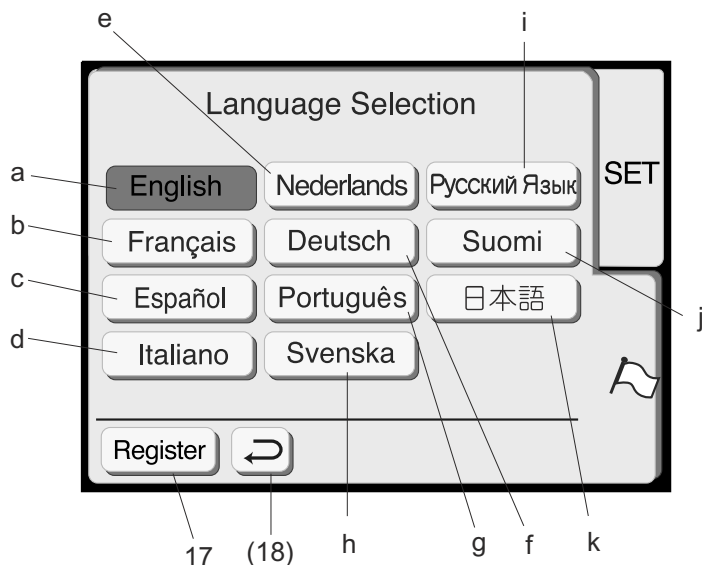 e
i
Language Selection
SET
a
English
Nederlands
Русский Язык
b
Français
Deutsch
Suomi
c
Español
Português
日本語
d
Italiano
Svenska
j
Register
17
(18)
h
g
f
k